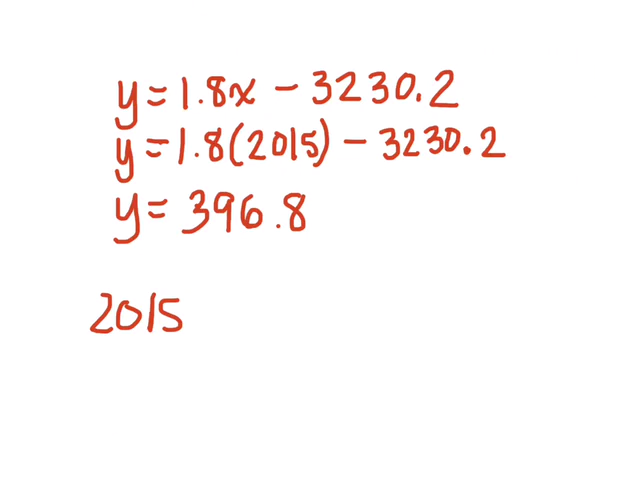 y = 1.8x - 3230.2
y = 1.8(2015) - 3230.2
y = 396.8
2015